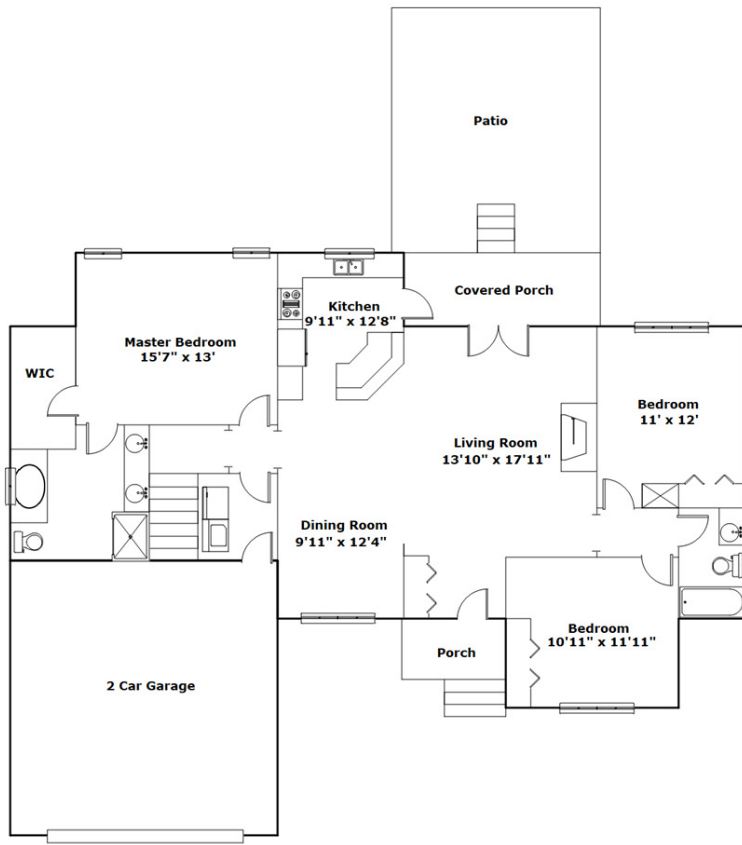 Patio
Covered Porch
Kitchen
9'11" x 12'8"
Master Bedroom
15'7" x 13'
WIC
Bedroom
11' x 12'
Living Room
13'10" x 17'11"
Dining Room
9'11" x 12'4"
Bedroom
10'11" x 11'11"
Porch
2 Car Garage